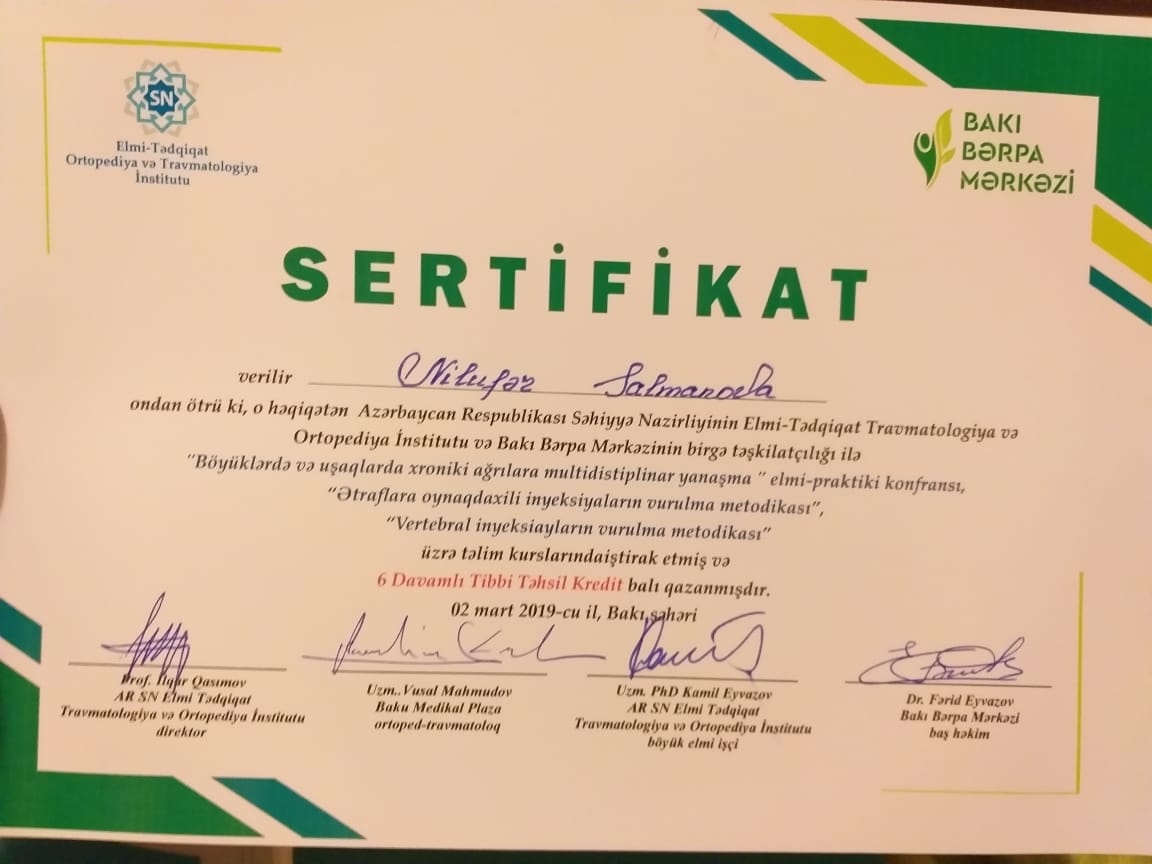 SN
Elmi-Tədqiqat
Ortopediya və Travmatologiya
İnstitutu
BAKI
BƏRPA
MƏRKƏZİ
SERTİFİKAT
verilir Nilufər Salmanova
ondan ötrü ki, o həqiqətən Azərbaycan Respublikası Səhiyyə Nazirliyinin Elmi-Tədqiqat Travmatologiya və
Ortopediya İnstitutu və Bakı Bərpa Mərkəzinin birgə təşkilatçılığı ilə
"Böyüklərdə və uşaqlarda xroniki ağrılara multidistiplinar yanaşma " elmi-praktiki konfransı,
"Ətraflara oynaqdaxili inyeksiyaların vurulma metodikası",
"Vertebral inyeksiayların vurulma metodikası"
üzrə təlim kurslarındaiştirak etmiş və
6 Davamlı Tibbi Təhsil Kredit balı qazanmışdır.
02 mart 2019-cu il, Bakı şəhəri
Prof. Qasımov
AR SN Elmi Tədqiqat
Travmatologiya və Ortopediya İnstitutu
direktor
Uzm..Vusal Mahmudov
Baku Medikal Plaza
ortoped-travmatoloq
Uzm. PhD Kamil Eyvazov
AR SN Elmi Tədqiqat
Travmatologiya və Ortopediya İnstitutu
böyük elmi işçi
Dr. Fərid Eyvazov
Bakı Bərpa Mərkəzi
baş həkim